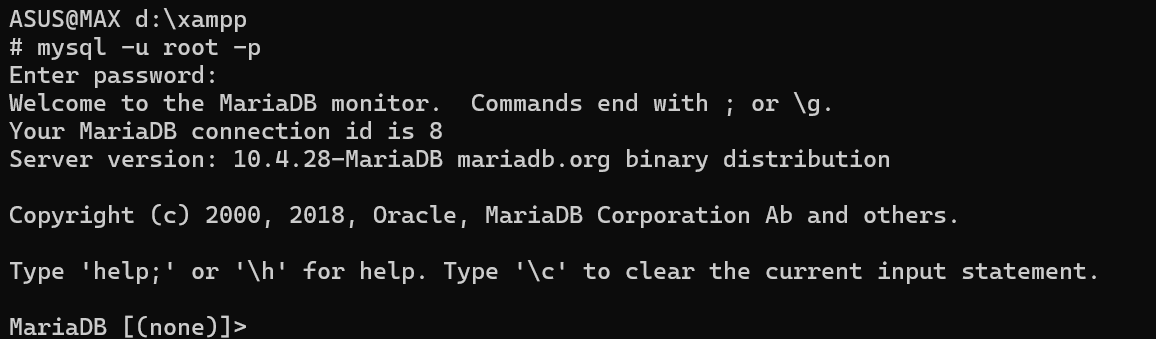 ASUS@MAX d:\xampp
# mysql -u root -p
Enter password:
Welcome to the MariaDB monitor.  Commands end with ; or \g.
Your MariaDB connection id is 8
Server version: 10.4.28-MariaDB mariadb.org binary distribution
Copyright (c) 2000, 2018, Oracle, MariaDB Corporation Ab and others.
Type 'help;' or '\h' for help. Type '\c' to clear the current input statement.
MariaDB [(none)]>